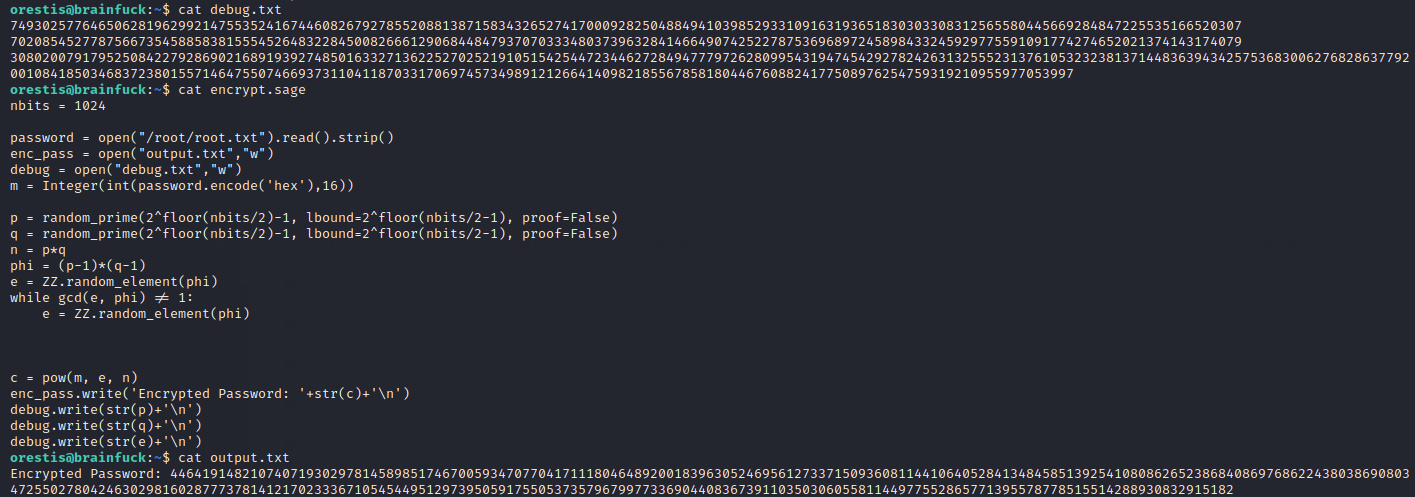 orestis@brainfuck:~$ cat debug.txt
7493025776465062819629921475535241674460826792785520881387158343265274170009282504884941039852933109163193651830303308312565580445669284847225535166520307
7020854527787566735458858381555452648322845008266612906844847937070333480373963284146649074252278753696897245898433245929775591091774274652021374143174079
30802007917952508422792869021689193927485016332713622527025219105154254472344627284947779726280995431947454292782426313255523137610532323813714483639434257536830062768286377920
010841850346837238015571464755074669373110411870331706974573498912126641409821855678581804467608824177508976254759319210955977053997
orestis@brainfuck:~$ cat encrypt.sage
nbits = 1024
password = open("/root/root.txt").read().strip()
enc_pass = open("output.txt","w")
debug = open("debug.txt","w")
m = Integer(int(password.encode('hex'),16))
p = random_prime(2^floor(nbits/2)-1, lbound=2^floor(nbits/2-1), proof=False)
q = random_prime(2^floor(nbits/2)-1, lbound=2^floor(nbits/2-1), proof=False)
n = p*q
phi = (p-1)*(q-1)
e = ZZ.random_element(phi)
while gcd(e, phi) != 1:
    e = ZZ.random_element(phi)
c = pow(m, e, n)
enc_pass.write('Encrypted Password: '+str(c)+'\n')
debug.write(str(p)+'\n')
debug.write(str(q)+'\n')
debug.write(str(e)+'\n')
orestis@brainfuck:~$ cat output.txt
Encrypted Password: 44641914821074071930297814589851746700593470770417111804648920018396305246956127337150936081144106405284134845851392541080862652386840869768622438038690803
472550278042463029816028777378141217023336710545449512973950591755053735796799773369044083673911035030605581144977552865771395578778515514288930832915182